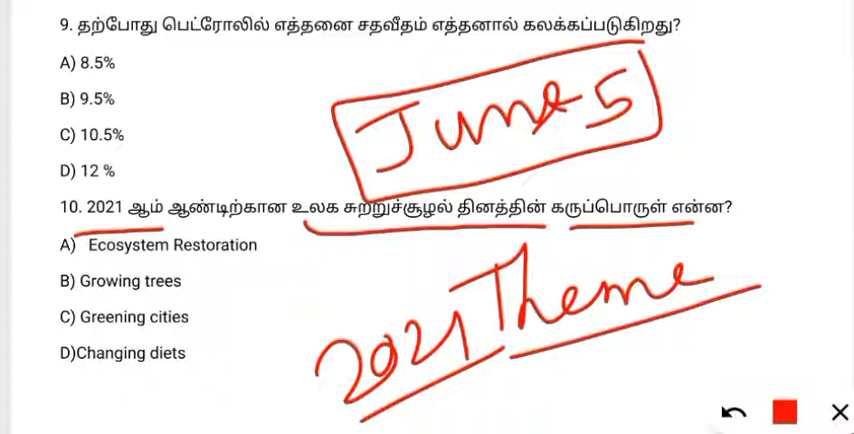 9. தற்போது பெட்ரோலில் எத்தனை சதவீதம் எத்தனால் கலக்கப்படுகிறது?
A) 8.5%
B) 9.5%
C) 10.5%
D) 12 %
June 5
10. 2021 ஆம் ஆண்டிற்கான உலக சுற்றுச்சூழல் தினத்தின் கருப்பொருள் என்ன?
A) Ecosystem Restoration
B) Growing trees
C) Greening cities
D)Changing diets
2021 Theme